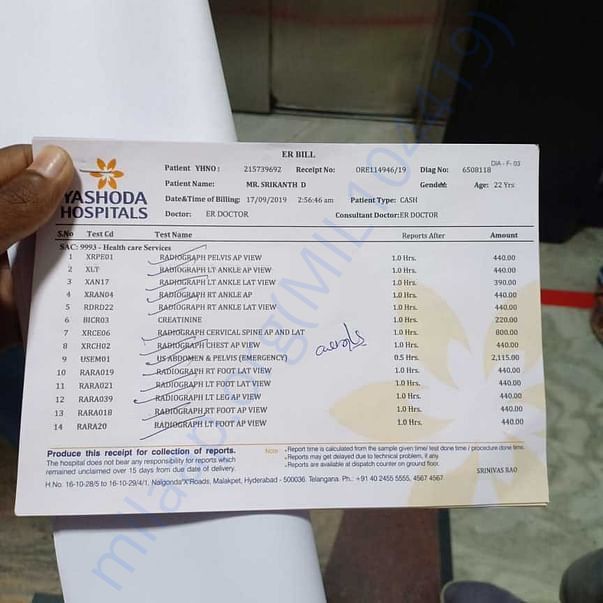 ER BILL
DIA - F- 03
Patient YHNO : 215739692 Receipt No: ORE114946/19 Diag No: 6508118
Patient Name: MR. SRIKANTH D Gender: M Age: 22 Yrs
YASHODA HOSPITALS
Date&Time of Billing: 17/09/2019 2:56:46 am Patient Type: CASH
Doctor: ER DOCTOR Consultant Doctor: ER DOCTOR
S.No Test Cd Test Name Reports After Amount
SAC: 9993 - Health care Services
1 XRPE01 RADIOGRAPH PELVIS AP VIEW 1.0 Hrs. 440.00
2 XLT RADIOGRAPH LT ANKLE AP VIEW 1.0 Hrs. 440.00
3 XAN17 RADIOGRAPH LT ANKLE LAT VIEW 1.0 Hrs. 390.00
4 XRAN04 RADIOGRAPH RT ANKLE AP 1.0 Hrs. 440.00
5 RDRD22 RADIOGRAPH RT ANKLE LAT VIEW 1.0 Hrs. 440.00
6 BICR03 CREATININE 1.0 Hrs. 220.00
7 XRCE06 RADIOGRAPH CERVICAL SPINE AP AND LAT 1.0 Hrs. 800.00
8 XRCH02 RADIOGRAPH CHEST AP VIEW 1.0 Hrs. 440.00
9 USEM01 US ABDOMEN & PELVIS (EMERGENCY) 0.5 Hrs. 2,115.00
10 RARA019 RADIOGRAPH RT FOOT LAT VIEW 1.0 Hrs. 440.00
11 RARA021 RADIOGRAPH LT FOOT LAT VIEW 1.0 Hrs. 440.00
12 RARA039 RADIOGRAPH LT LEG AP VIEW 1.0 Hrs. 440.00
13 RARA018 RADIOGRAPH RT FOOT AP VIEW 1.0 Hrs. 440.00
14 RARA20 RADIOGRAPH LT FOOT AP VIEW 1.0 Hrs. 440.00
Produce this receipt for collection of reports.
The hospital does not bear any responsibility for reports which
remained unclaimed over 15 days from due date of delivery.
Note : Report time is calculated from the sample given time/ test done time / procedure done time.
Reports may get delayed due to technical problem, if any.
Reports are available at dispatch counter on ground floor.
SRINIVAS RAO
H No. 16-10-28/5 to 16-10-29/4/1, Nalgonda 'X' Roads, Malakpet, Hyderabad - 500036. Telangana. Ph.: +91 40 2455 5555, 4567 4567
milaap.org(MIL104419)